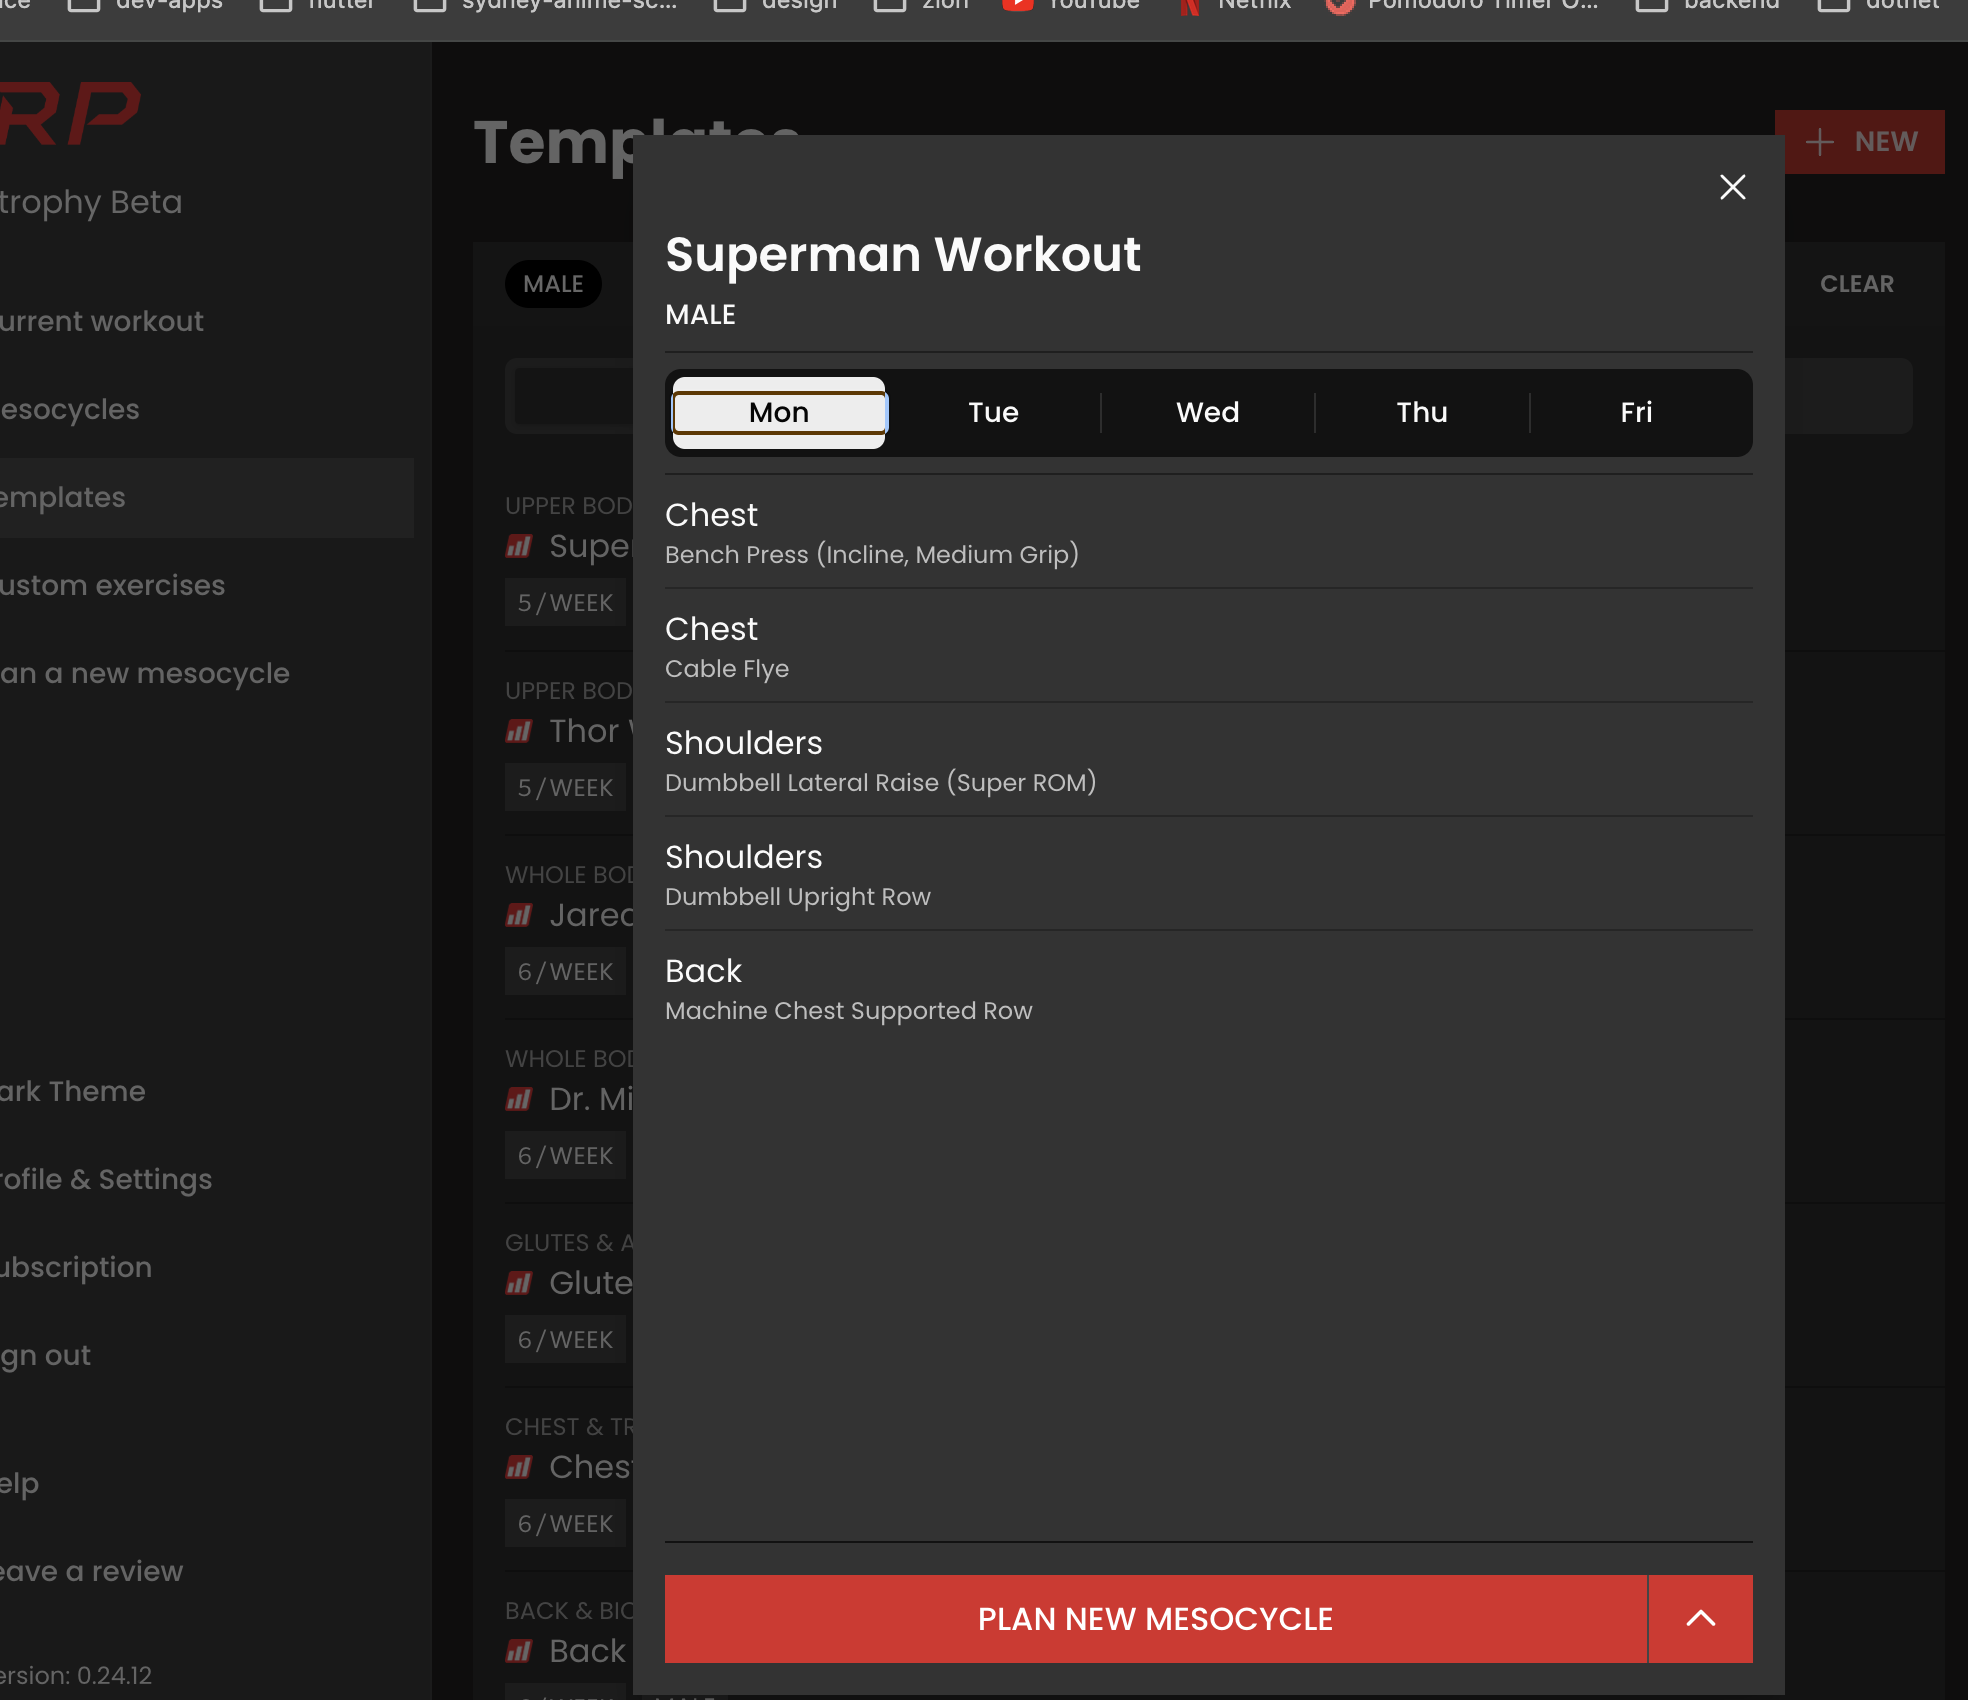 dev-apps
flutter
sydney-anime-sc...
design
zion
YouTube
Netflix
Pomodoro Timer O...
backend
dotnet
RP
trophy Beta
urrent workout
esocycles
emplates
ustom exercises
an a new mesocycle
ark Theme
rofile & Settings
ubscription
gn out
elp
eave a review
ersion: 0.24.12
Templates
NEW
MALE
CLEAR
UPPER BOD
Super
5/WEEK
UPPER BOD
Thor
5/WEEK
WHOLE BOD
Jared
6/WEEK
WHOLE BOD
Dr. Mi
6/WEEK
GLUTES & A
Glute
6/WEEK
CHEST & TR
Chest
6/WEEK
BACK & BIC
Back
Superman Workout
MALE
Mon
Tue
Wed
Thu
Fri
Chest
Bench Press (Incline, Medium Grip)
Chest
Cable Flye
Shoulders
Dumbbell Lateral Raise (Super ROM)
Shoulders
Dumbbell Upright Row
Back
Machine Chest Supported Row
PLAN NEW MESOCYCLE